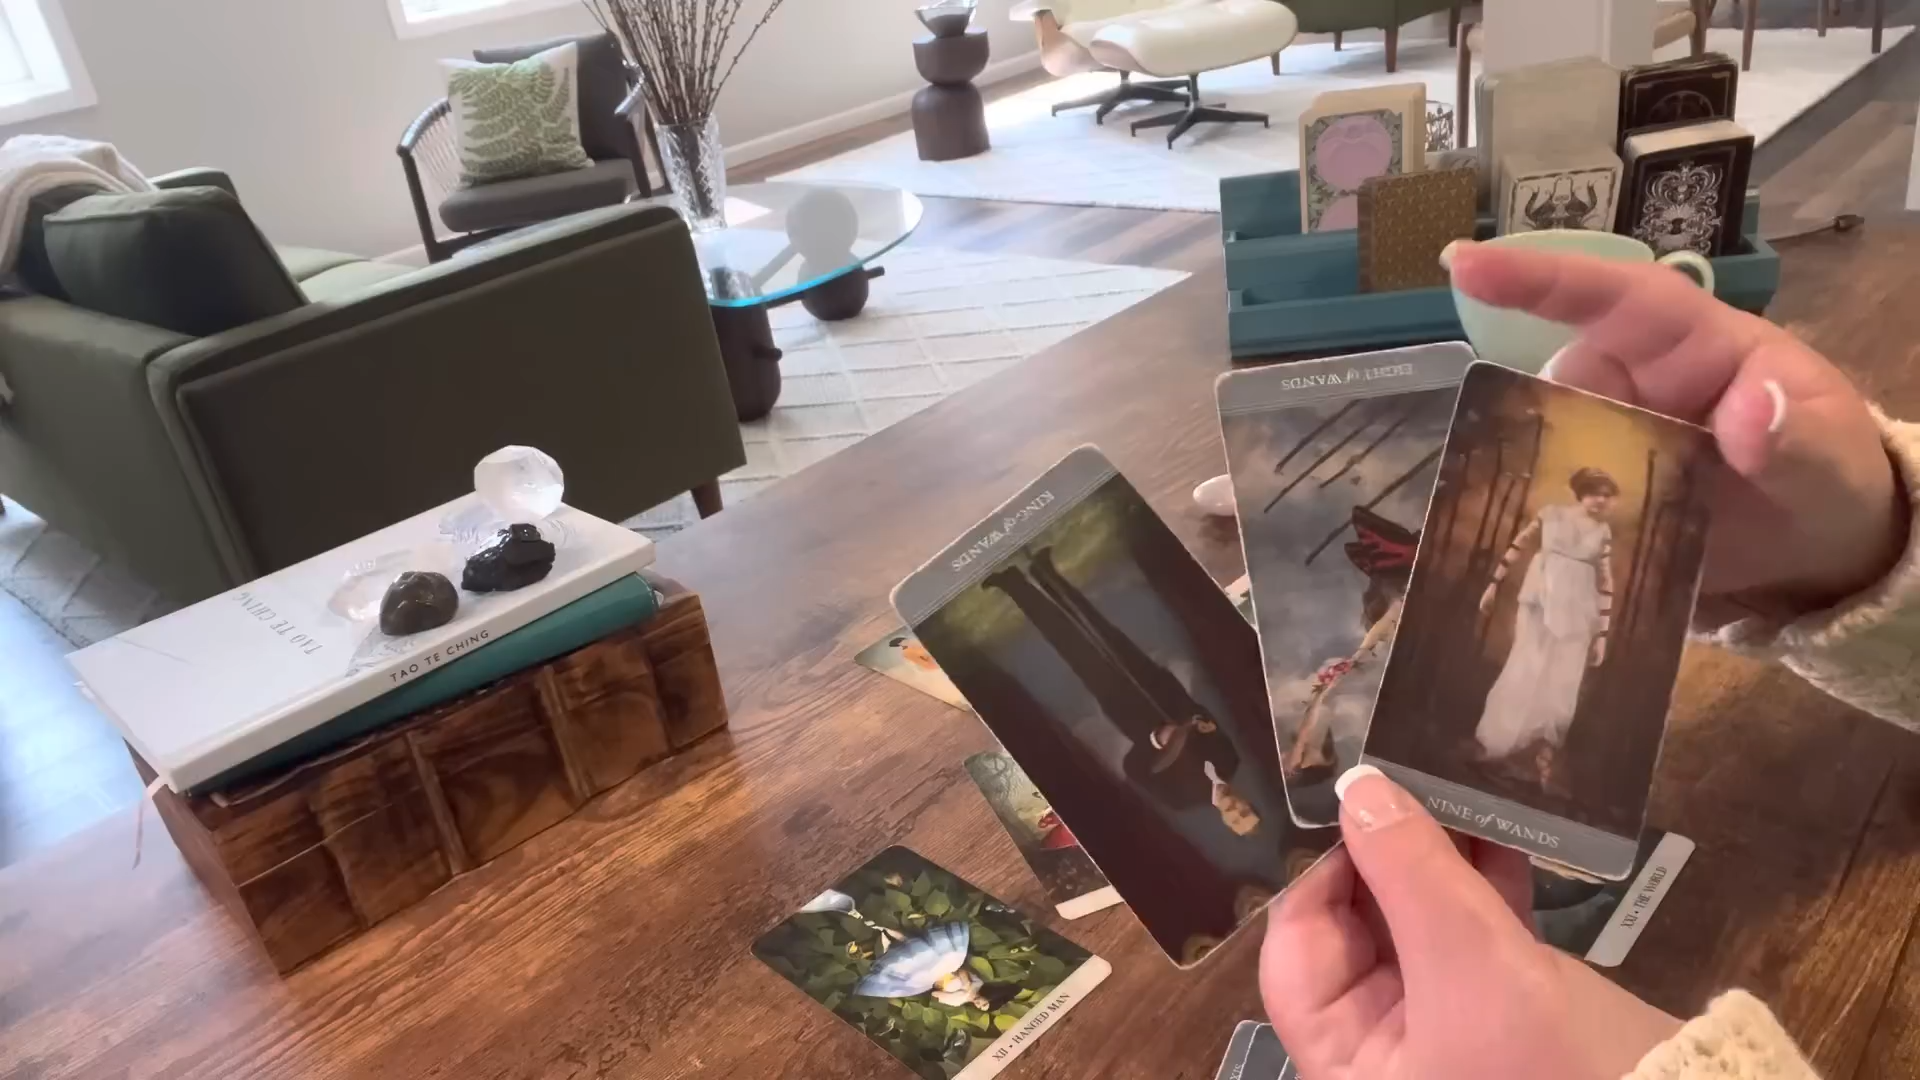 EIGHT of WANDS
KING of WANDS
TAO TE CHING
TAO TE CHING
NINE of WANDS
XXI • THE WORLD
XII • HANGED MAN